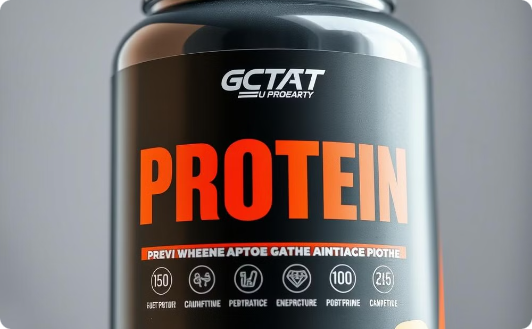 GCTAT
U PROEARTY
PROTEIN
PREVI WHEENE APTOE GATHE AINTIACE PIOTHE
150 100 215